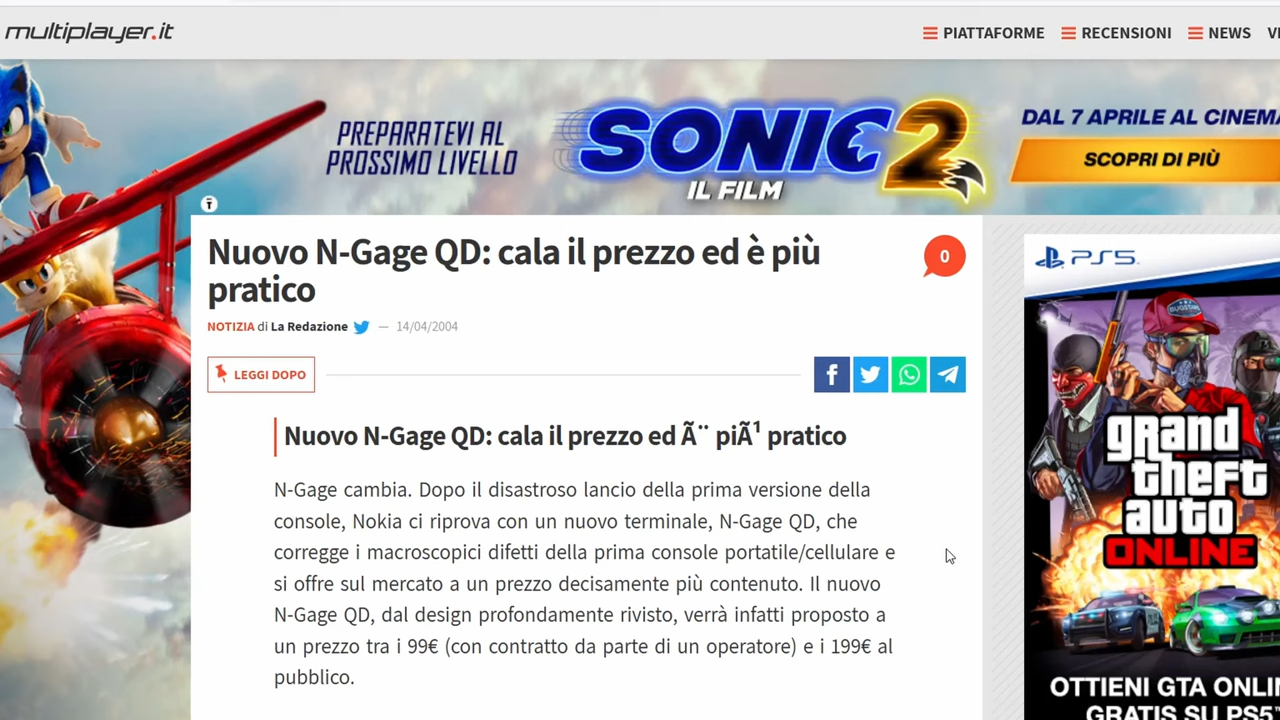 multiplayer.it
PIATTAFORME
RECENSIONI
NEWS
PREPARATEVI AL
PROSSIMO LIVELLO
SONIC 2
IL FILM
DAL 7 APRILE AL CINEMA
SCOPRI DI PIÙ
Nuovo N-Gage QD: cala il prezzo ed è più
pratico
0
NOTIZIA di La Redazione — 14/04/2004
LEGGI DOPO
Nuovo N-Gage QD: cala il prezzo ed Ã¨ piÃ¹ pratico
N-Gage cambia. Dopo il disastroso lancio della prima versione della
console, Nokia ci riprova con un nuovo terminale, N-Gage QD, che
corregge i macroscopici difetti della prima console portatile/cellulare e
si offre sul mercato a un prezzo decisamente più contenuto. Il nuovo
N-Gage QD, dal design profondamente rivisto, verrà infatti proposto a
un prezzo tra i 99€ (con contratto da parte di un operatore) e i 199€ al
pubblico.
PS5
grand
theft
auto
ONLINE
OTTIENI GTA ONLIN
GRATIS SU PS5